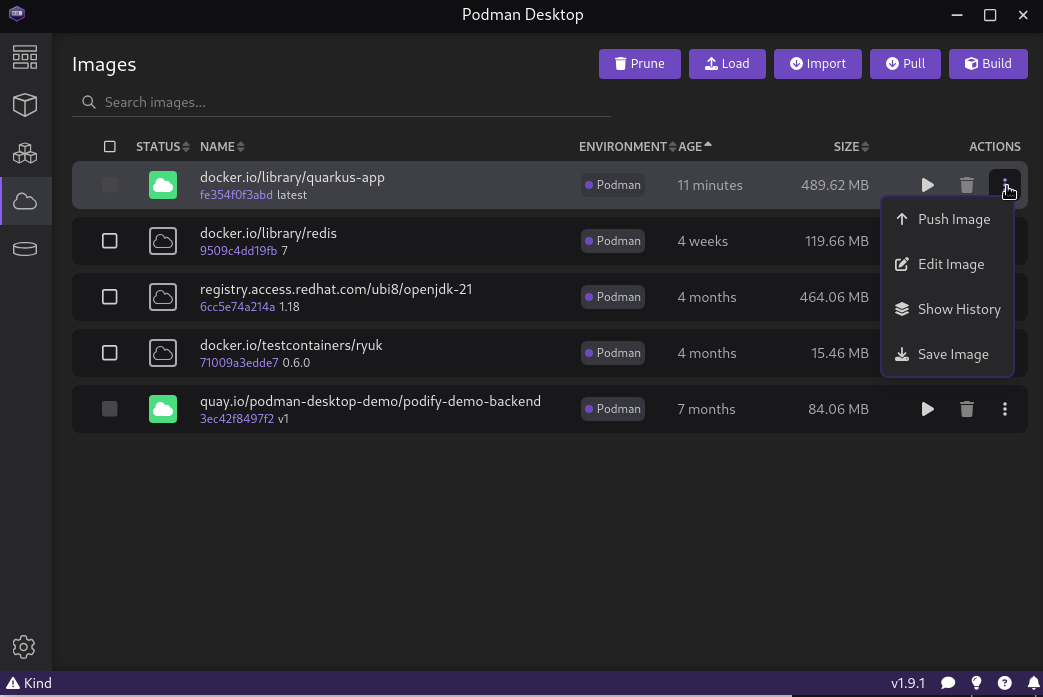 Podman Desktop
Images
Prune
Load
Import
Pull
Build
Search images...
STATUS NAME ENVIRONMENT AGE SIZE ACTIONS
docker.io/library/quarkus-app
fe354f0f3abd latest
Podman
11 minutes
489.62 MB
Push Image
Edit Image
Show History
Save Image
docker.io/library/redis
9509c4dd19fb 7
Podman
4 weeks
119.66 MB
registry.access.redhat.com/ubi8/openjdk-21
6cc5e74a214a 1.18
Podman
4 months
464.06 MB
docker.io/testcontainers/ryuk
71009a3edde7 0.6.0
Podman
4 months
15.46 MB
quay.io/podman-desktop-demo/podify-demo-backend
3ec42f8497f2 v1
Podman
7 months
84.06 MB
Kind
v1.9.1